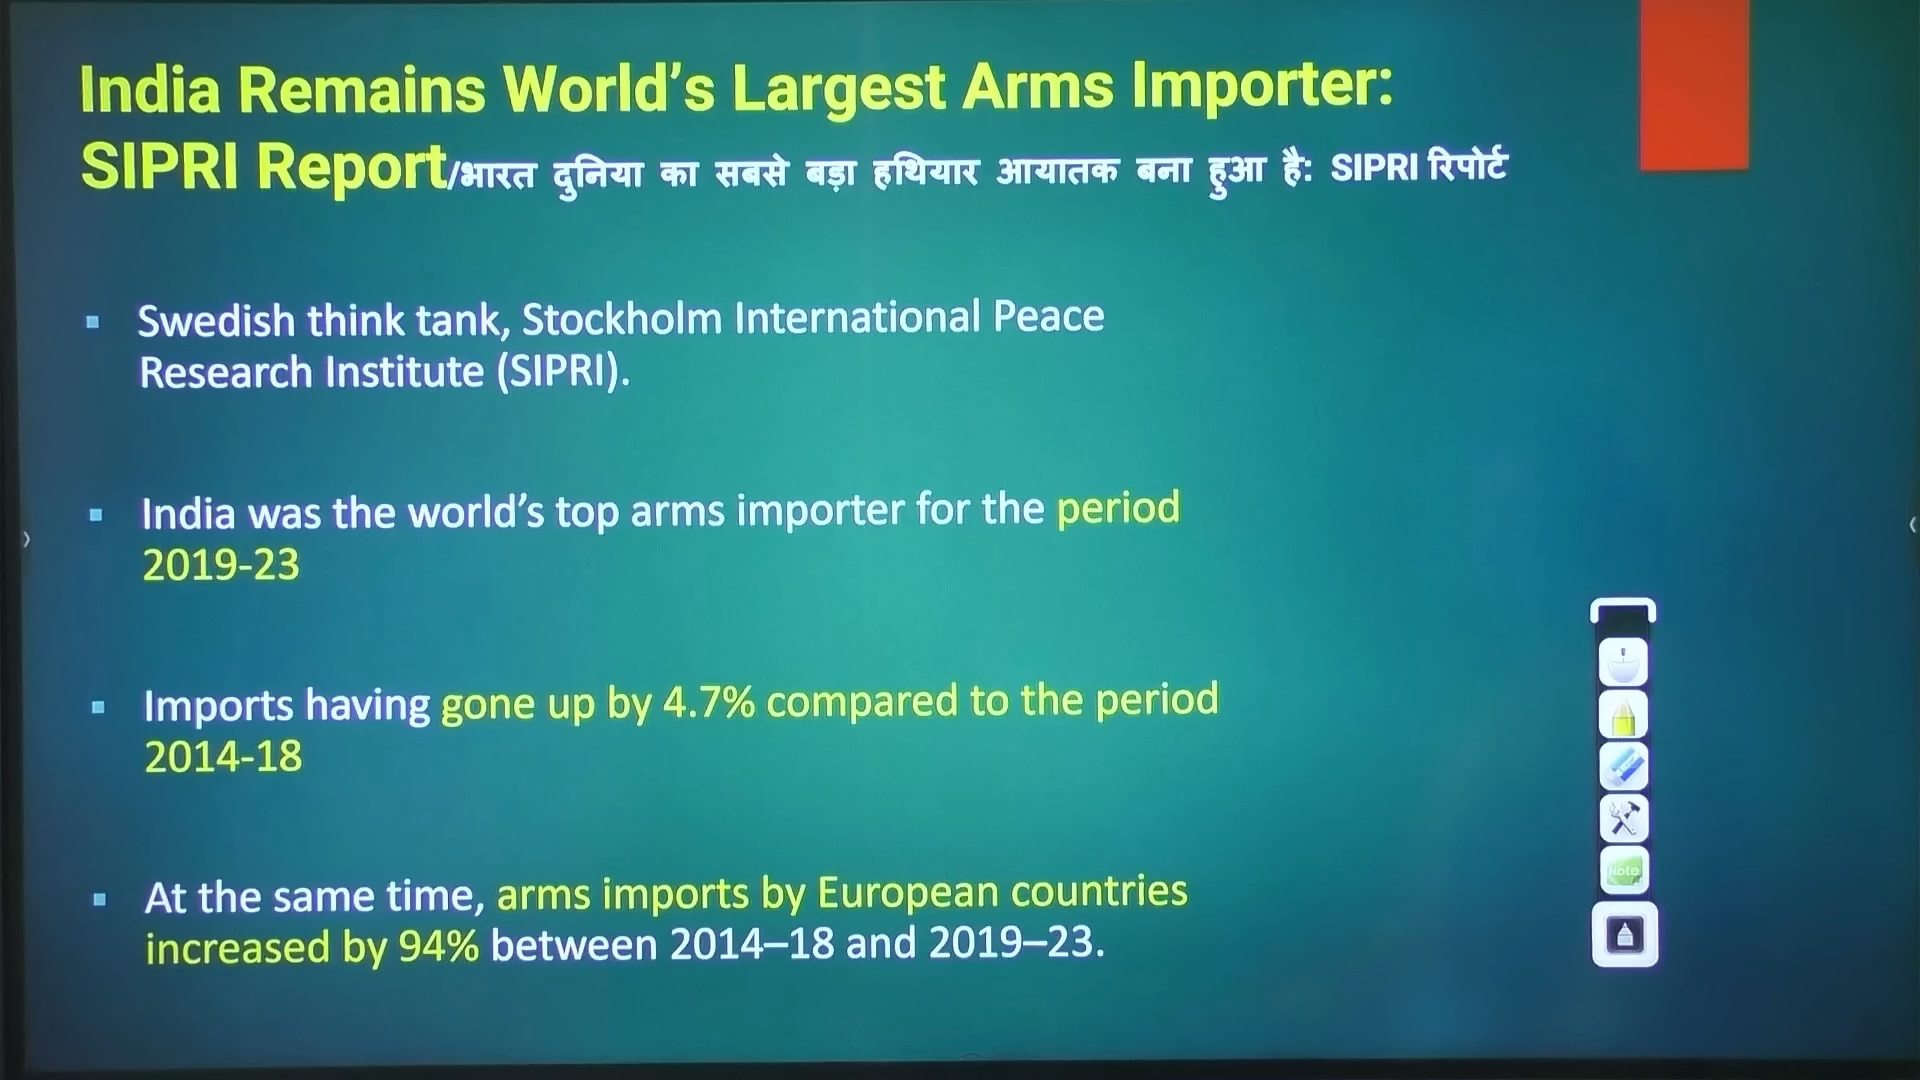 India Remains World’s Largest Arms Importer:
SIPRI Report/भारत दुनिया का सबसे बड़ा हथियार आयातक बना हुआ है: SIPRI रिपोर्ट
Swedish think tank, Stockholm International Peace
Research Institute (SIPRI).
India was the world’s top arms importer for the period
2019-23
Imports having gone up by 4.7% compared to the period
2014-18
At the same time, arms imports by European countries
increased by 94% between 2014–18 and 2019–23.
Note